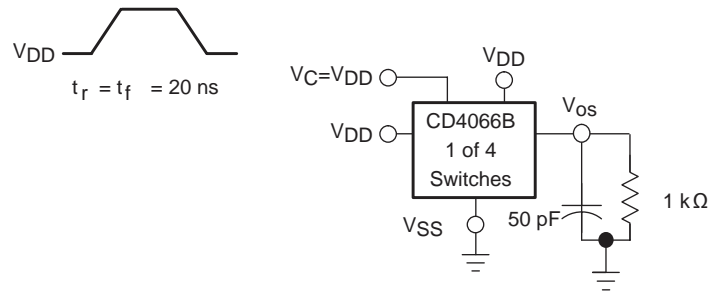 VDD
tr = tf = 20 ns
VC=VDD
VDD
VDD
CD4066B
1 of 4
Switches
Vos
VSS
50 pF
1 kΩ